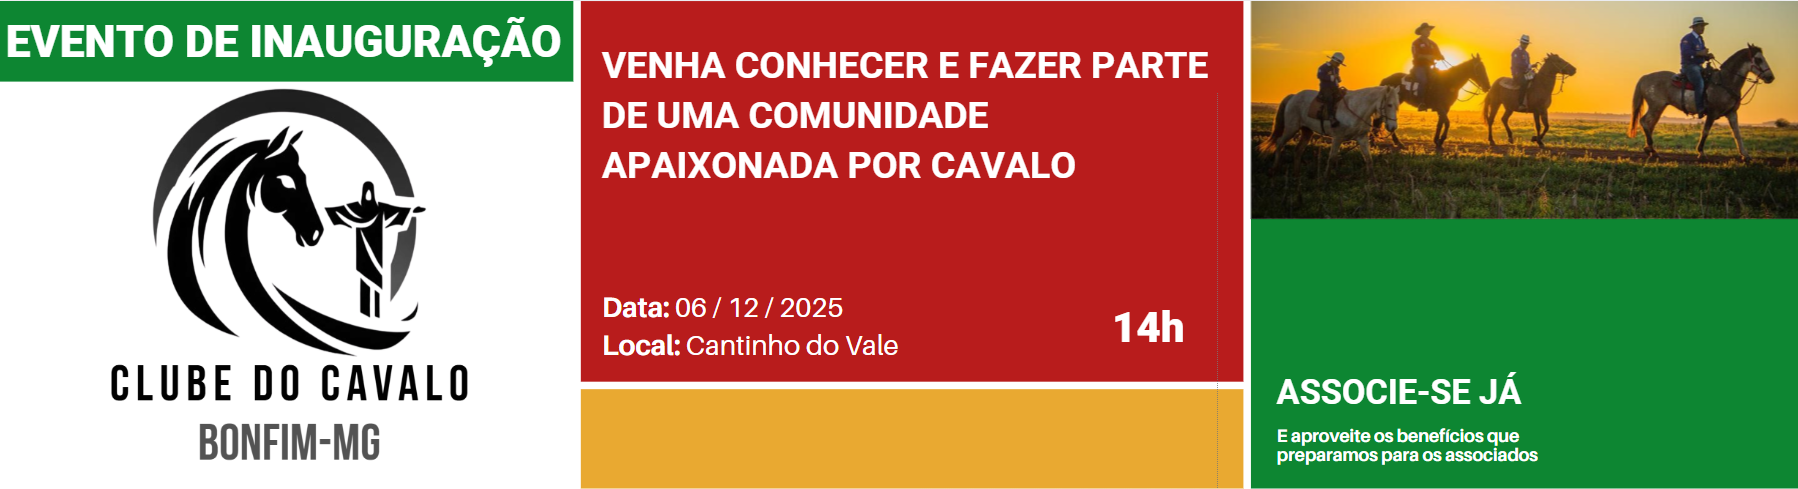 EVENTO DE INAUGURAÇÃO
CLUBE DO CAVALO
BONFIM-MG
VENHA CONHECER E FAZER PARTE
DE UMA COMUNIDADE
APAIXONADA POR CAVALO
Data: 06 / 12 / 2025
Local: Cantinho do Vale
14h
ASSOCIE-SE JÁ
E aproveite os benefícios que
preparamos para os associados